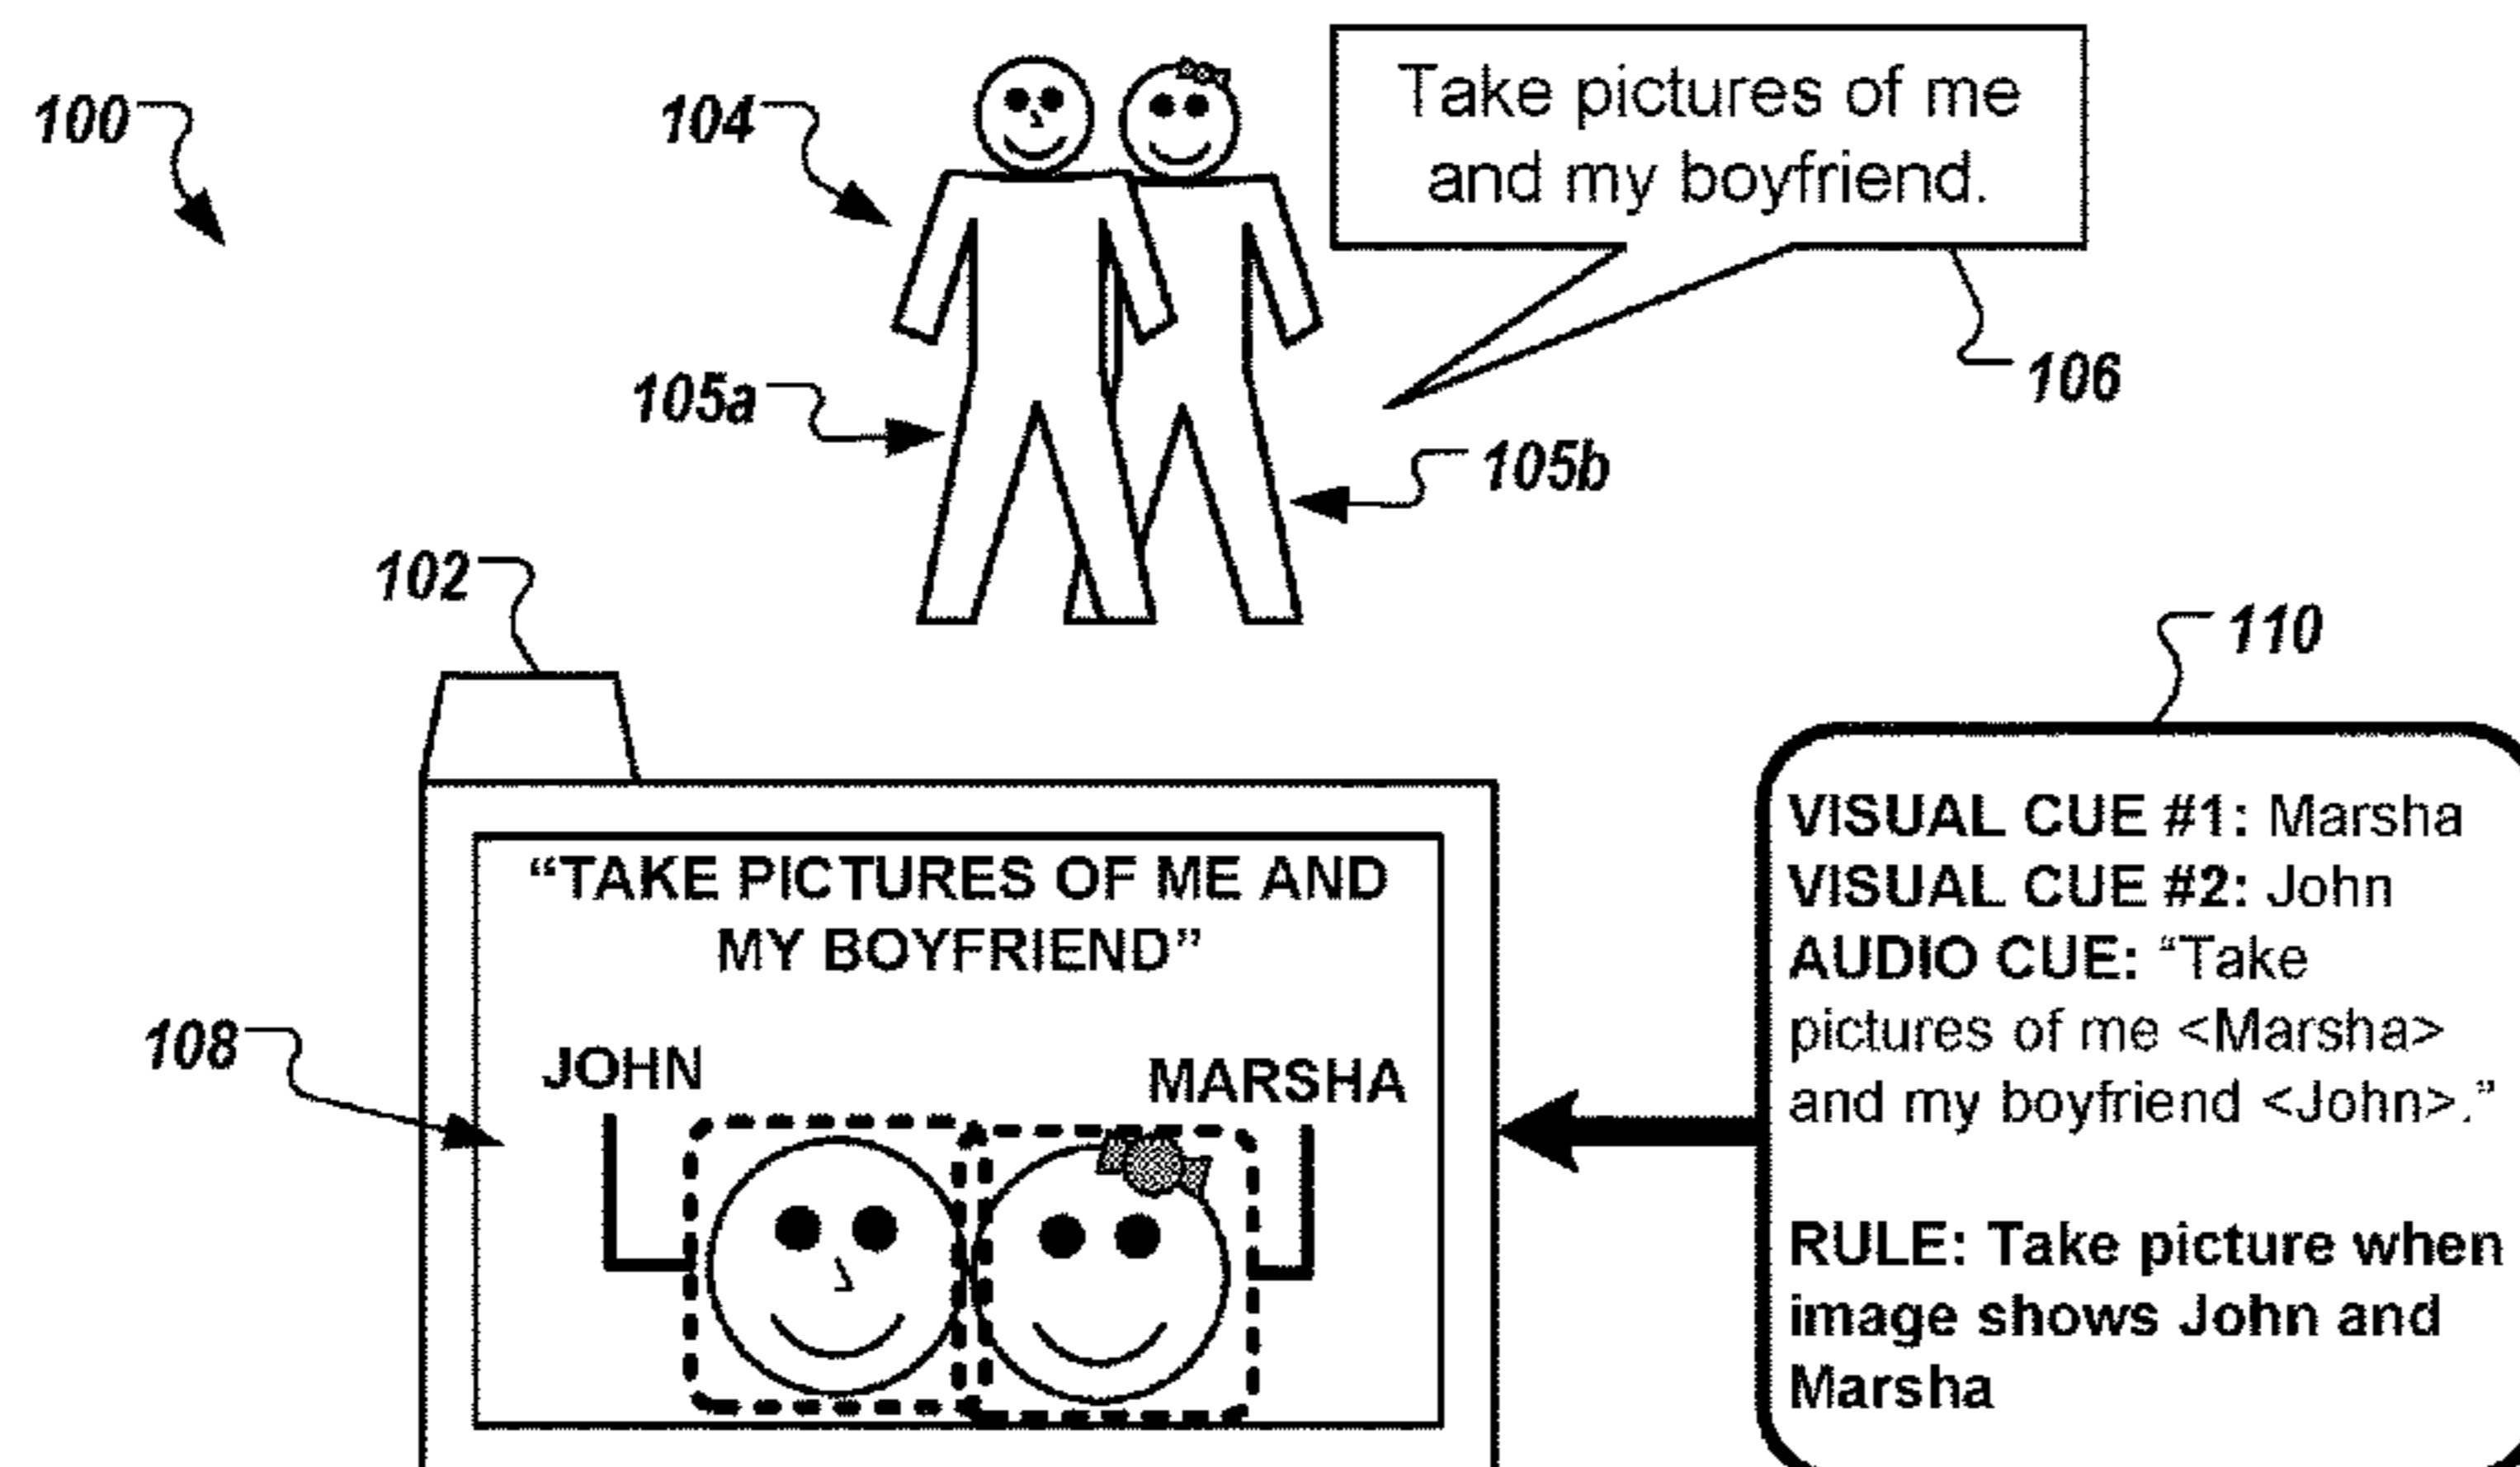 100
104
Take pictures of me
and my boyfriend.
106
105a
105b
102
110
"TAKE PICTURES OF ME AND
MY BOYFRIEND"
108
JOHN
MARSHA
VISUAL CUE #1: Marsha
VISUAL CUE #2: John
AUDIO CUE: "Take
pictures of me <Marsha>
and my boyfriend <John>."
RULE: Take picture when
image shows John and
Marsha